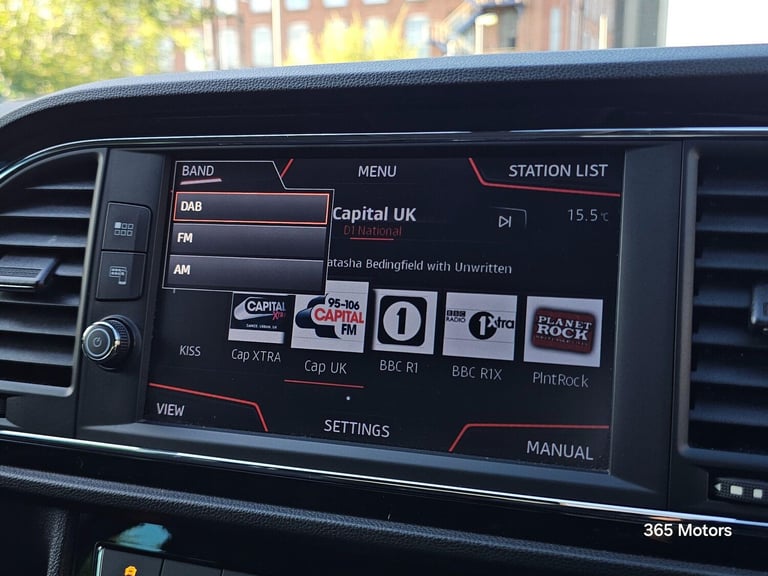 BAND
MENU
STATION LIST
DAB
FM
AM
Capital UK
D1 National
15.5°c
atasha Bedingfield with Unwritten
CAPITAL
XTRA
95-106
CAPITAL
FM
1
BBC
RADIO
1Xtra
PLANET
ROCK
KISS
Cap XTRA
Cap UK
BBC R1
BBC R1X
PlntRock
VIEW
SETTINGS
MANUAL
365 Motors